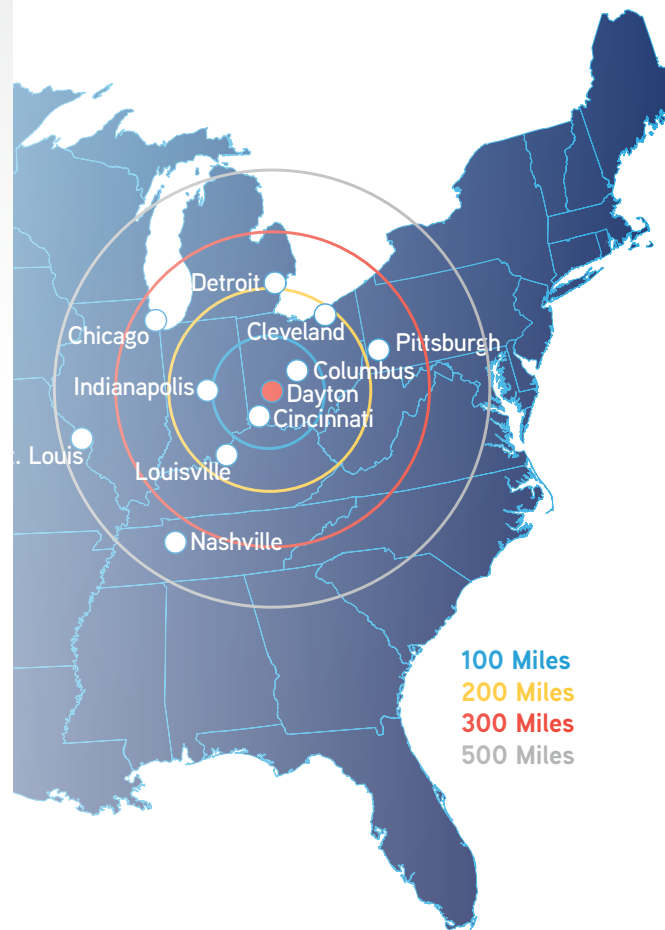 Detroit
Cleveland
Chicago
Pittsburgh
Columbus
Indianapolis
Dayton
Cincinnati
. Louis
Louisville
Nashville
100 Miles
200 Miles
300 Miles
500 Miles